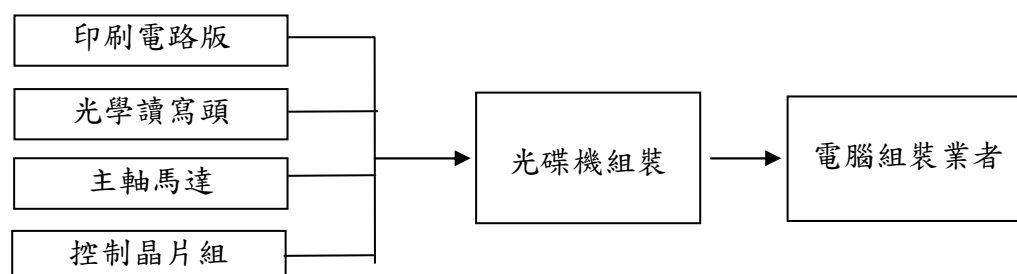 印刷電路版
光學讀寫頭
主軸馬達
控制晶片組
光碟機組裝
電腦組裝業者